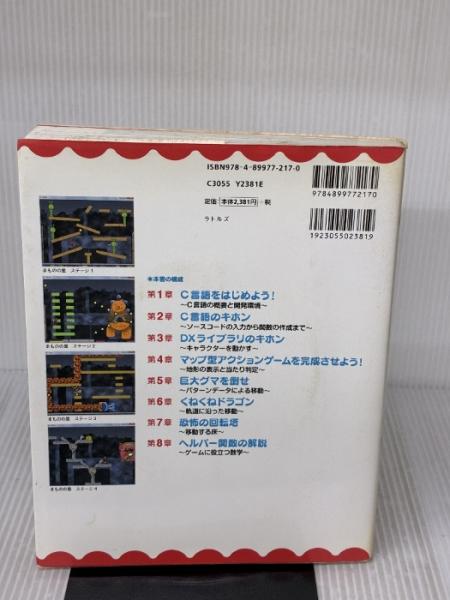 ISBN978-4-89977-217-0
C3055 Y2381E
定価 本体2,381円 +税
ラトルズ
9784899772170
1923055023819
まものの星 ステージ1
まものの星 ステージ2
まものの星 ステージ3
まものの星 ステージ4
●本書の構成
第1章 C言語をはじめよう!
~C言語の概要と開発環境~
第2章 C言語のキホン
~ソースコードの入力から関数の作成まで~
第3章 DXライブラリのキホン
~キャラクターを動かす~
第4章 マップ型アクションゲームを完成させよう!
~地形の表示と当たり判定~
第5章 巨大グマを倒せ
~パターンデータによる移動~
第6章 くねくねドラゴン
~軌道に沿った移動~
第7章 恐怖の回転塔
~移動する床~
第8章 ヘルパー関数の解説
~ゲームに役立つ数学~